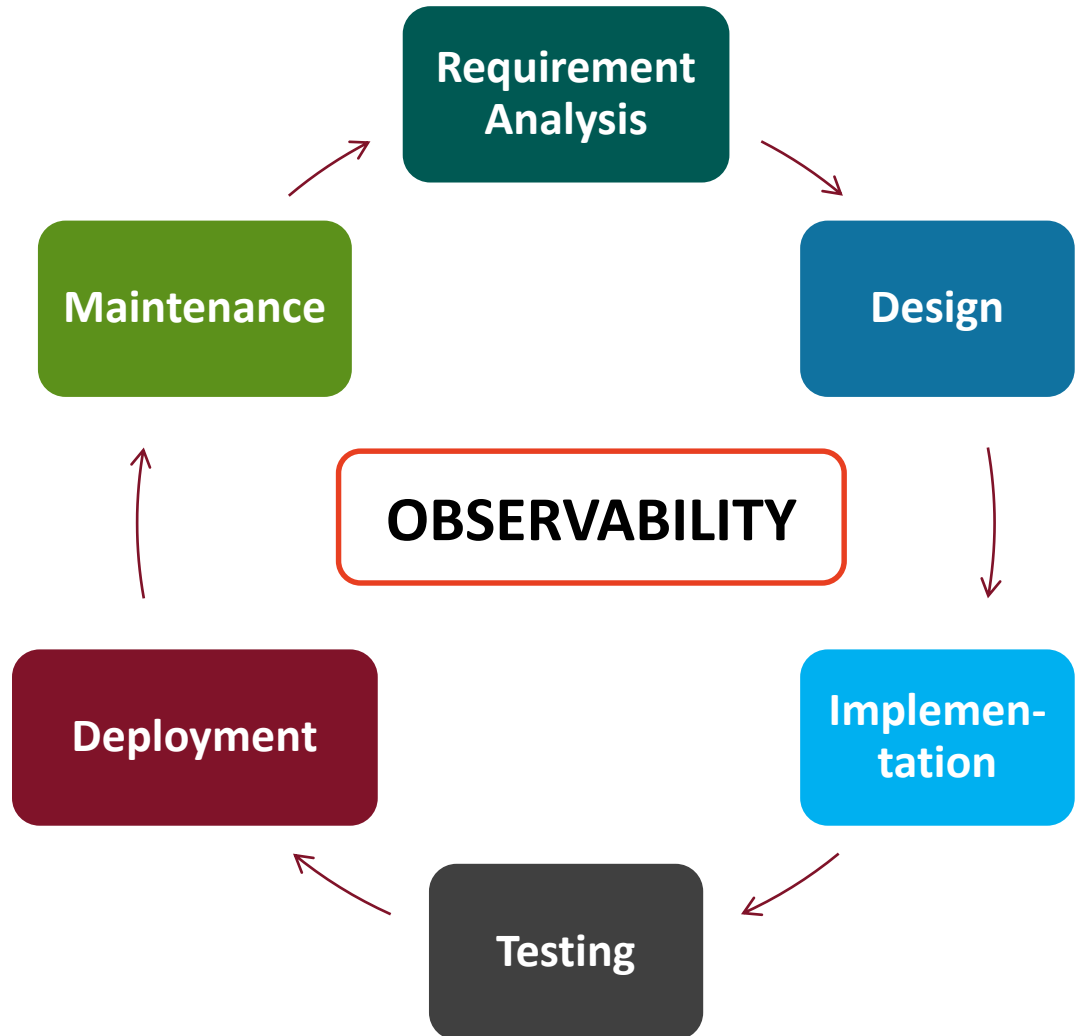 Requirement
Analysis
Maintenance
Design
OBSERVABILITY
Deployment
Implemen-
tation
Testing